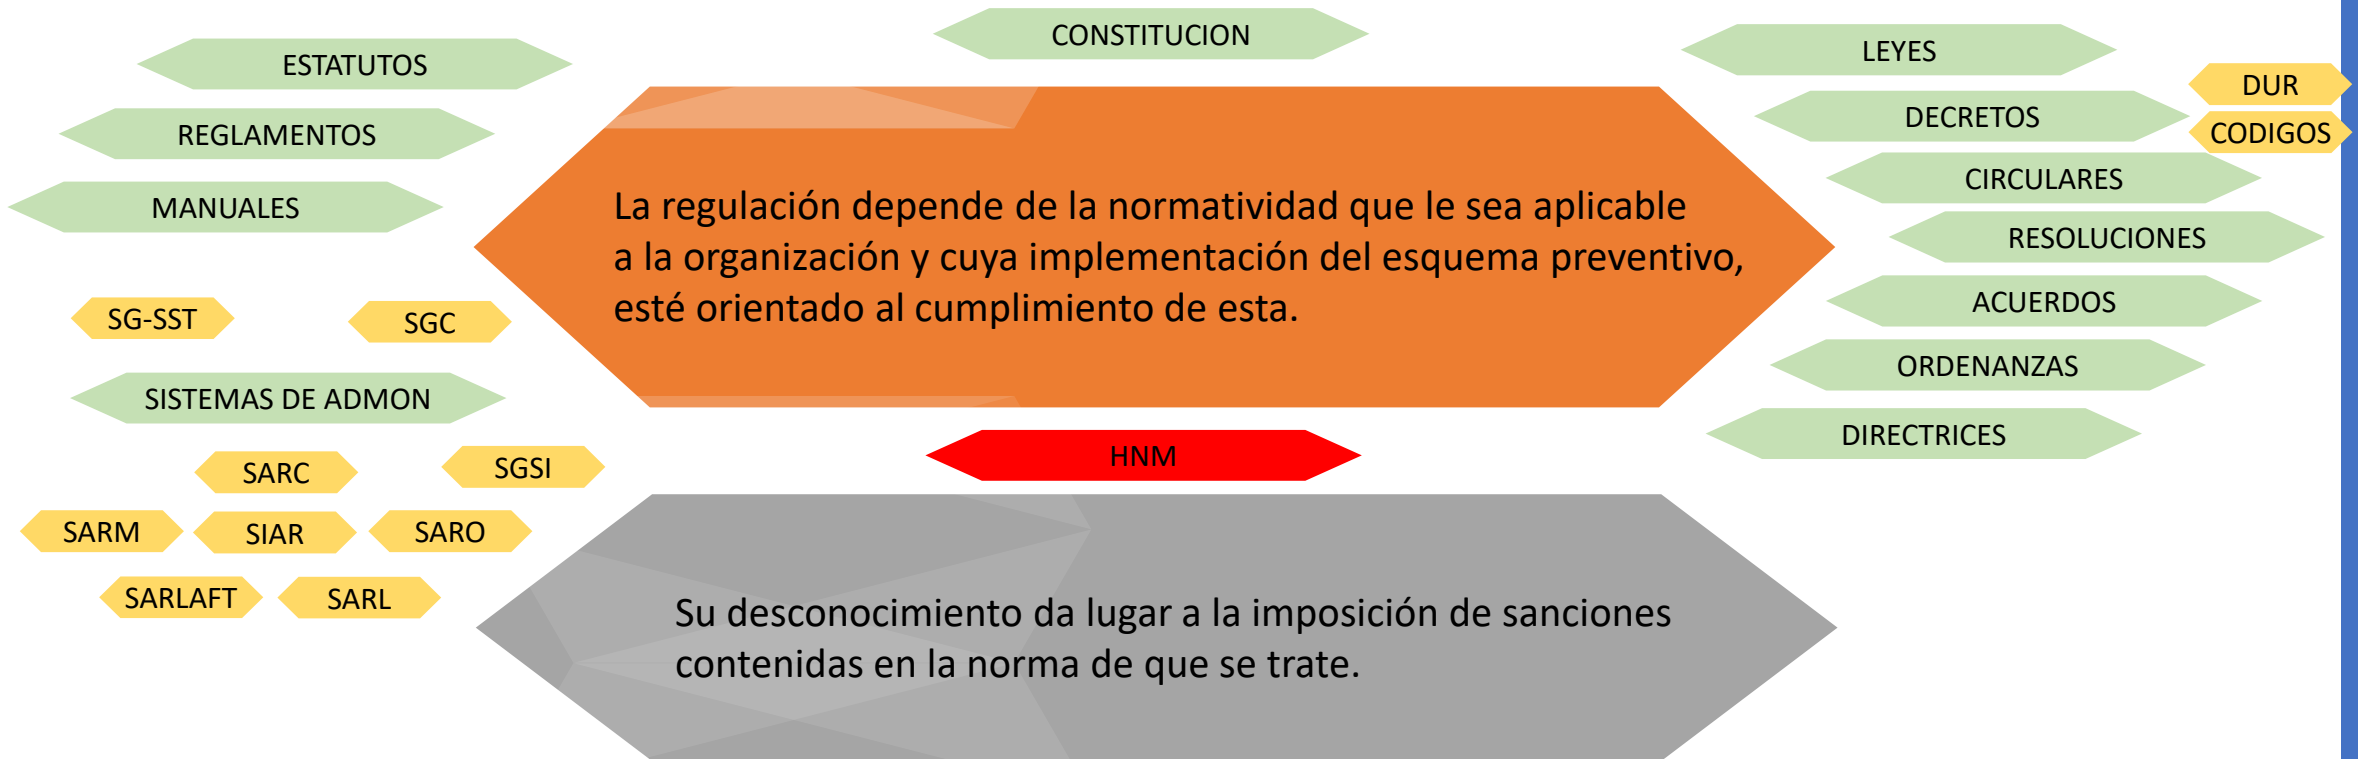 CONSTITUCION
ESTATUTOS
REGLAMENTOS
MANUALES
SG-SST
SGC
SISTEMAS DE ADMON
SARC
SGSI
SARM
SIAR
SARO
SARLAFT
SARL
La regulación depende de la normatividad que le sea aplicable
a la organización y cuya implementación del esquema preventivo,
esté orientado al cumplimiento de esta.
HNM
Su desconocimiento da lugar a la imposición de sanciones
contenidas en la norma de que se trate.
LEYES
DUR
DECRETOS
CODIGOS
CIRCULARES
RESOLUCIONES
ACUERDOS
ORDENANZAS
DIRECTRICES